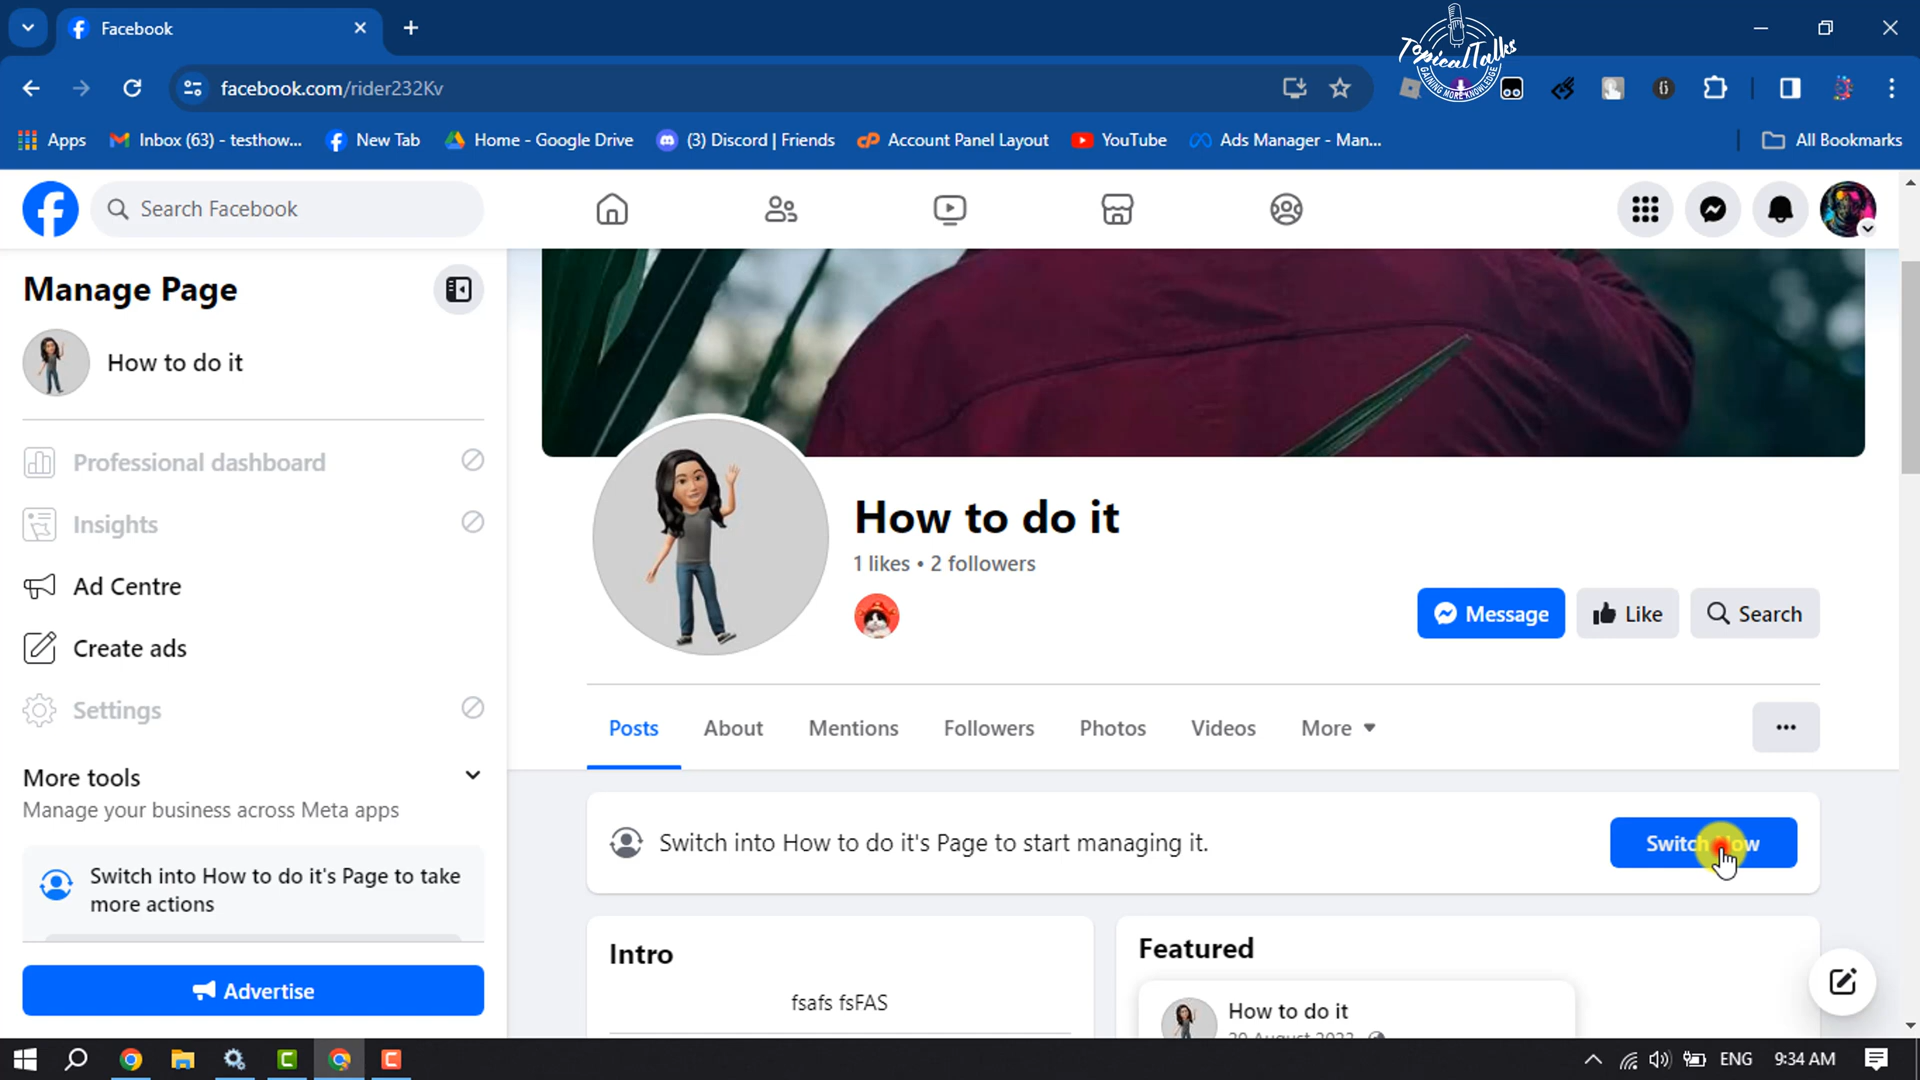 Facebook
TopicalTalks
GAINING MORE KNOWLEDGE
facebook.com/rider232Kv
Apps
Inbox (63) - testhow...
New Tab
Home - Google Drive
(3) Discord | Friends
Account Panel Layout
YouTube
Ads Manager - Man...
All Bookmarks
Search Facebook
Manage Page
How to do it
Professional dashboard
Insights
Ad Centre
Create ads
Settings
More tools
Manage your business across Meta apps
Switch into How to do it's Page to take
more actions
Advertise
How to do it
1 likes • 2 followers
Message
Like
Search
Posts
About
Mentions
Followers
Photos
Videos
More
Switch into How to do it's Page to start managing it.
Switch
Intro
fsafs fsFAS
Featured
How to do it
ENG
9:34 AM